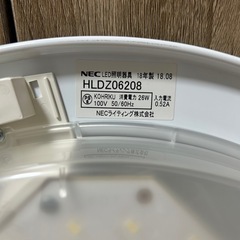 NEC LED照明器具 18年製 18.08
HLDZ06208
KOHRIKU 消費電力 26W 入力電流
100V 50/60Hz 0.52A
NECライティング株式会社